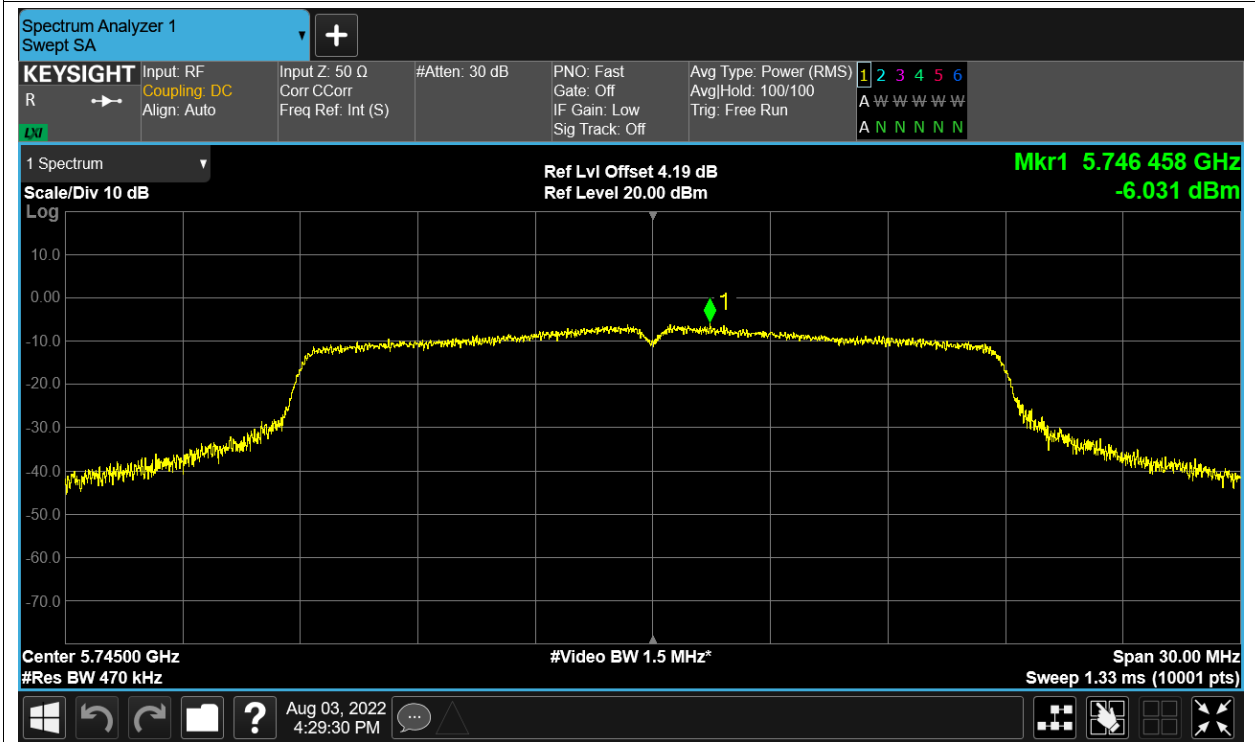 Spectrum Analyzer 1
Swept SA
KEYSIGHT
R
LXI
Input: RF
Coupling: DC
Align: Auto
Input Z: 50 Ω
Corr CCorr
Freq Ref: Int (S)
#Atten: 30 dB
PNO: Fast
Gate: Off
IF Gain: Low
Sig Track: Off
Avg Type: Power (RMS)
Avg|Hold: 100/100
Trig: Free Run
1 2 3 4 5 6
A W W W W W
A N N N N N
1 Spectrum
Scale/Div 10 dB
Log
Ref Lvl Offset 4.19 dB
Ref Level 20.00 dBm
Mkr1 5.746 458 GHz
-6.031 dBm
10.0
0.00
-10.0
-20.0
-30.0
-40.0
-50.0
-60.0
-70.0
1
Center 5.74500 GHz
#Res BW 470 kHz
#Video BW 1.5 MHz*
Span 30.00 MHz
Sweep 1.33 ms (10001 pts)
?
Aug 03, 2022
4:29:30 PM